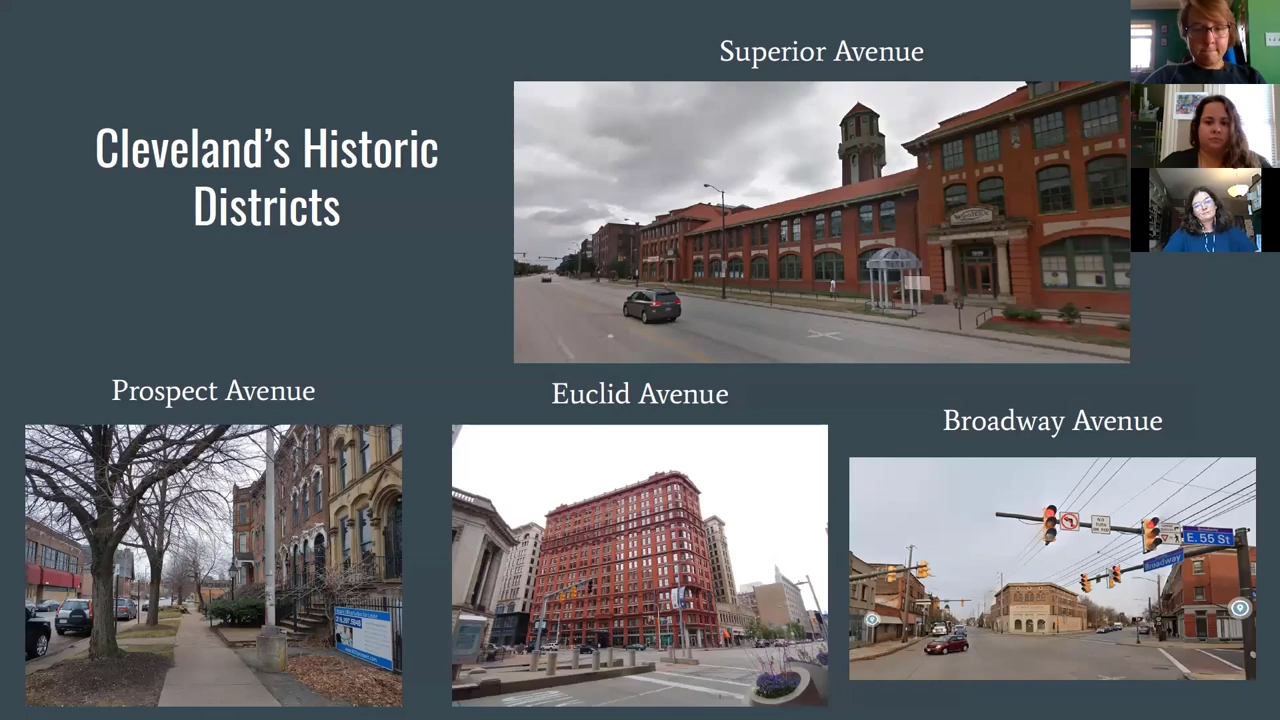 Cleveland's Historic
Districts
Superior Avenue
Prospect Avenue
Euclid Avenue
Broadway Avenue
E. 55 St
Broadway